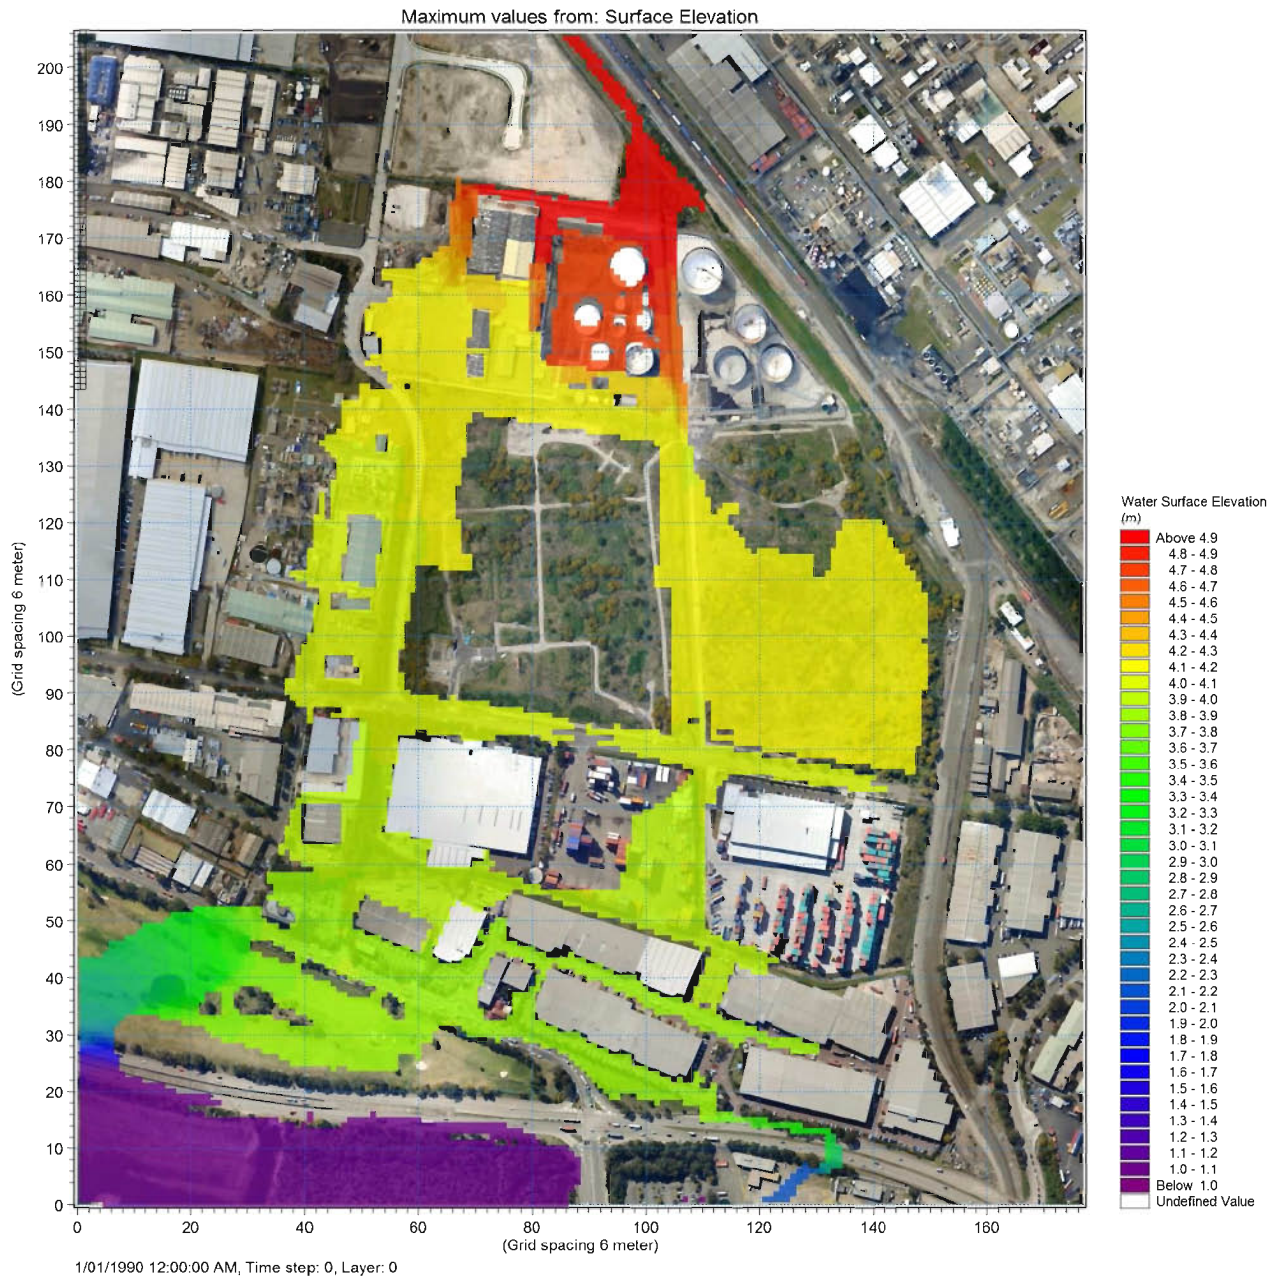 Maximum values from: Surface Elevation
200
190
180
170
160
150
140
130
120
110
100
90
80
70
60
50
40
30
20
10
0
(Grid spacing 6 meter)
0 20 40 60 80 100 120 140 160
(Grid spacing 6 meter)
1/01/1990 12:00:00 AM, Time step: 0, Layer: 0
Water Surface Elevation
(m)
Above 4.9
4.8 - 4.9
4.7 - 4.8
4.6 - 4.7
4.5 - 4.6
4.4 - 4.5
4.3 - 4.4
4.2 - 4.3
4.1 - 4.2
4.0 - 4.1
3.9 - 4.0
3.8 - 3.9
3.7 - 3.8
3.6 - 3.7
3.5 - 3.6
3.4 - 3.5
3.3 - 3.4
3.2 - 3.3
3.1 - 3.2
3.0 - 3.1
2.9 - 3.0
2.8 - 2.9
2.7 - 2.8
2.6 - 2.7
2.5 - 2.6
2.4 - 2.5
2.3 - 2.4
2.2 - 2.3
2.1 - 2.2
2.0 - 2.1
1.9 - 2.0
1.8 - 1.9
1.7 - 1.8
1.6 - 1.7
1.5 - 1.6
1.4 - 1.5
1.3 - 1.4
1.2 - 1.3
1.1 - 1.2
1.0 - 1.1
Below 1.0
Undefined Value